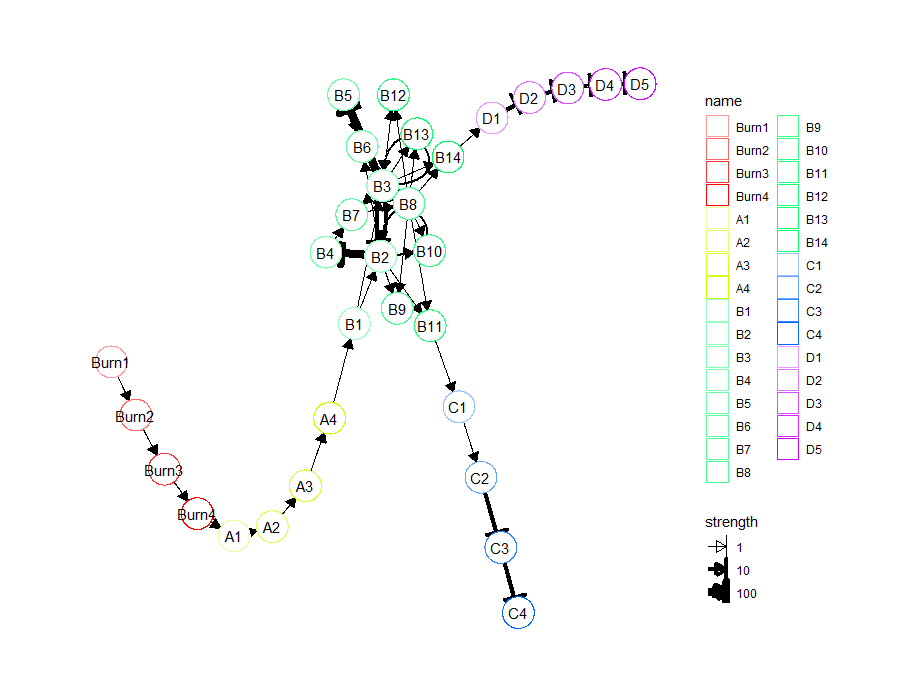 B5
B12
B13
B6
B14
B3
B8
B7
B4
B2
B10
B9
B1
B11
D1
D2
D3
D4
D5
Burn1
Burn2
Burn3
Burn4
A1
A2
A3
A4
C1
C2
C3
C4
name
Burn1
Burn2
Burn3
Burn4
A1
A2
A3
A4
B1
B2
B3
B4
B5
B6
B7
B8
B9
B10
B11
B12
B13
B14
C1
C2
C3
C4
D1
D2
D3
D4
D5
strength
1
10
100